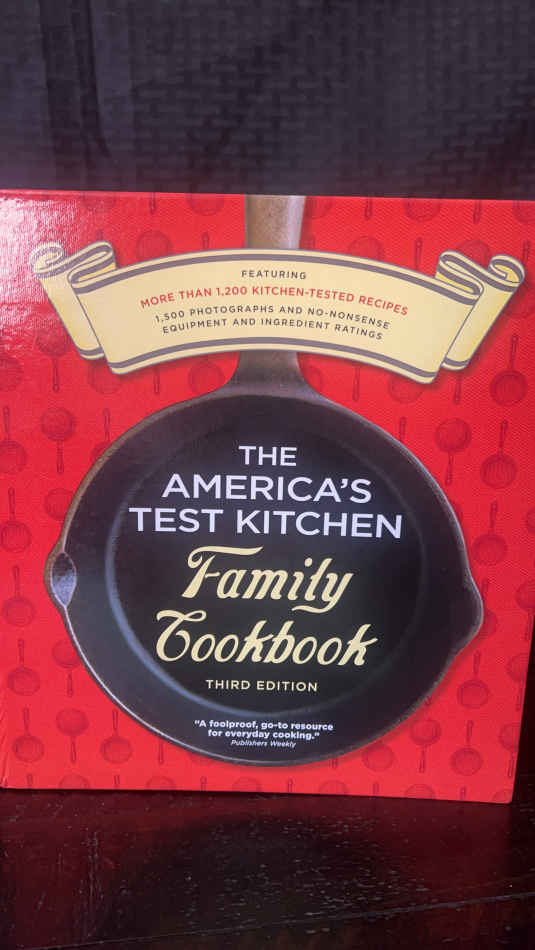 FEATURING
MORE THAN 1,200 KITCHEN-TESTED RECIPES
1,500 PHOTOGRAPHS AND NO-NONSENSE
EQUIPMENT AND INGREDIENT RATINGS
THE
AMERICA'S
TEST KITCHEN
Family
Cookbook
THIRD EDITION
"A foolproof, go-to resource
for everyday cooking."
Publishers Weekly